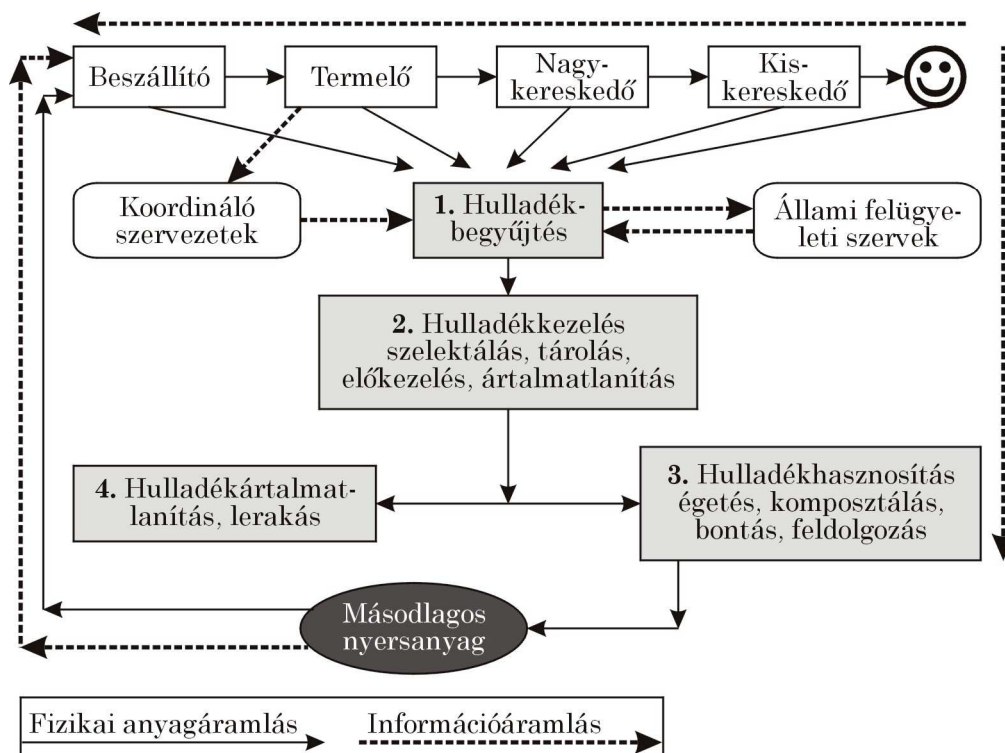 Beszállító
Termelő
Nagy-
kereskedő
Kis-
kereskedő
Koordináló
szervezetek
1. Hulladék-
begyűjtés
Állami felügye-
leti szervek
2. Hulladékkezelés
szelektálás, tárolás,
előkezelés, ártalmatlanítás
4. Hulladékártalmat-
lanítás, lerakás
3. Hulladékhasznosítás
égetés, komposztálás,
bontás, feldolgozás
Másodlagos
nyersanyag
Fizikai anyagáramlás
Információáramlás